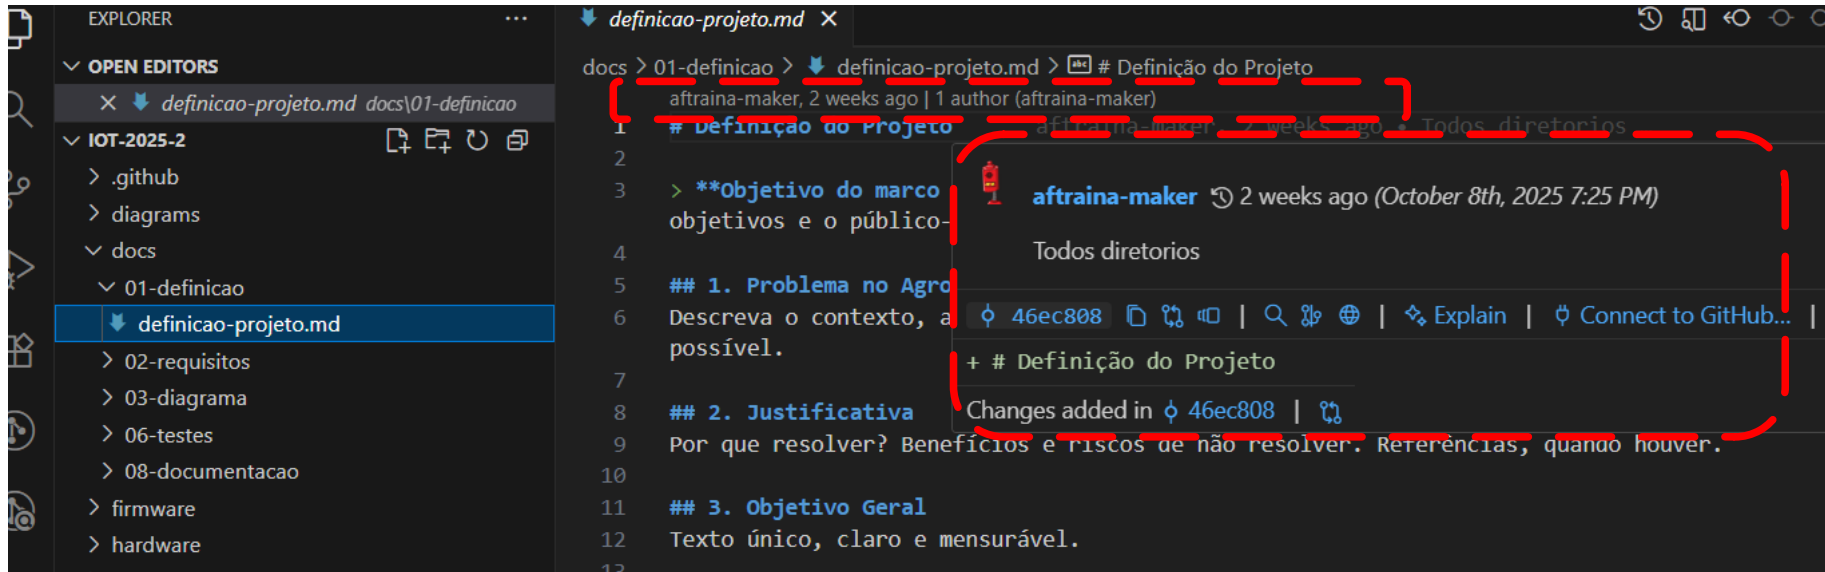 EXPLORER
OPEN EDITORS
definicao-projeto.md docs\01-definicao
IOT-2025-2
.github
diagrams
docs
01-definicao
definicao-projeto.md
02-requisitos
03-diagrama
06-testes
08-documentacao
firmware
hardware
definicao-projeto.md
docs > 01-definicao > definicao-projeto.md > # Definição do Projeto
aftraina-maker, 2 weeks ago | 1 author (aftraina-maker)
1 # Definição do Projeto aftraina-maker, 2 weeks ago • Todos diretorios
2
3 > **Objetivo do marco
objetivos e o público-
4
5 ## 1. Problema no Agro
6 Descreva o contexto, a
possível.
7
8 ## 2. Justificativa
9 Por que resolver? Benefícios e riscos de não resolver. Referências, quando houver.
10
11 ## 3. Objetivo Geral
12 Texto único, claro e mensurável.
13
aftraina-maker 2 weeks ago (October 8th, 2025 7:25 PM)
Todos diretorios
46ec808 | | Explain | Connect to GitHub... |
+ # Definição do Projeto
Changes added in 46ec808 |